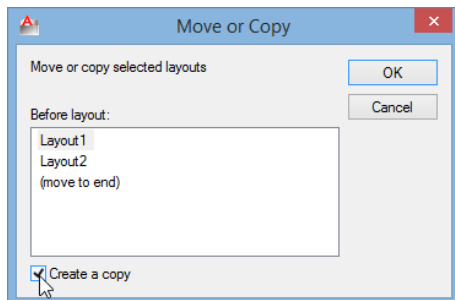 Move or Copy
Move or copy selected layouts
OK
Cancel
Before layout:
Layout1
Layout2
(move to end)
Create a copy